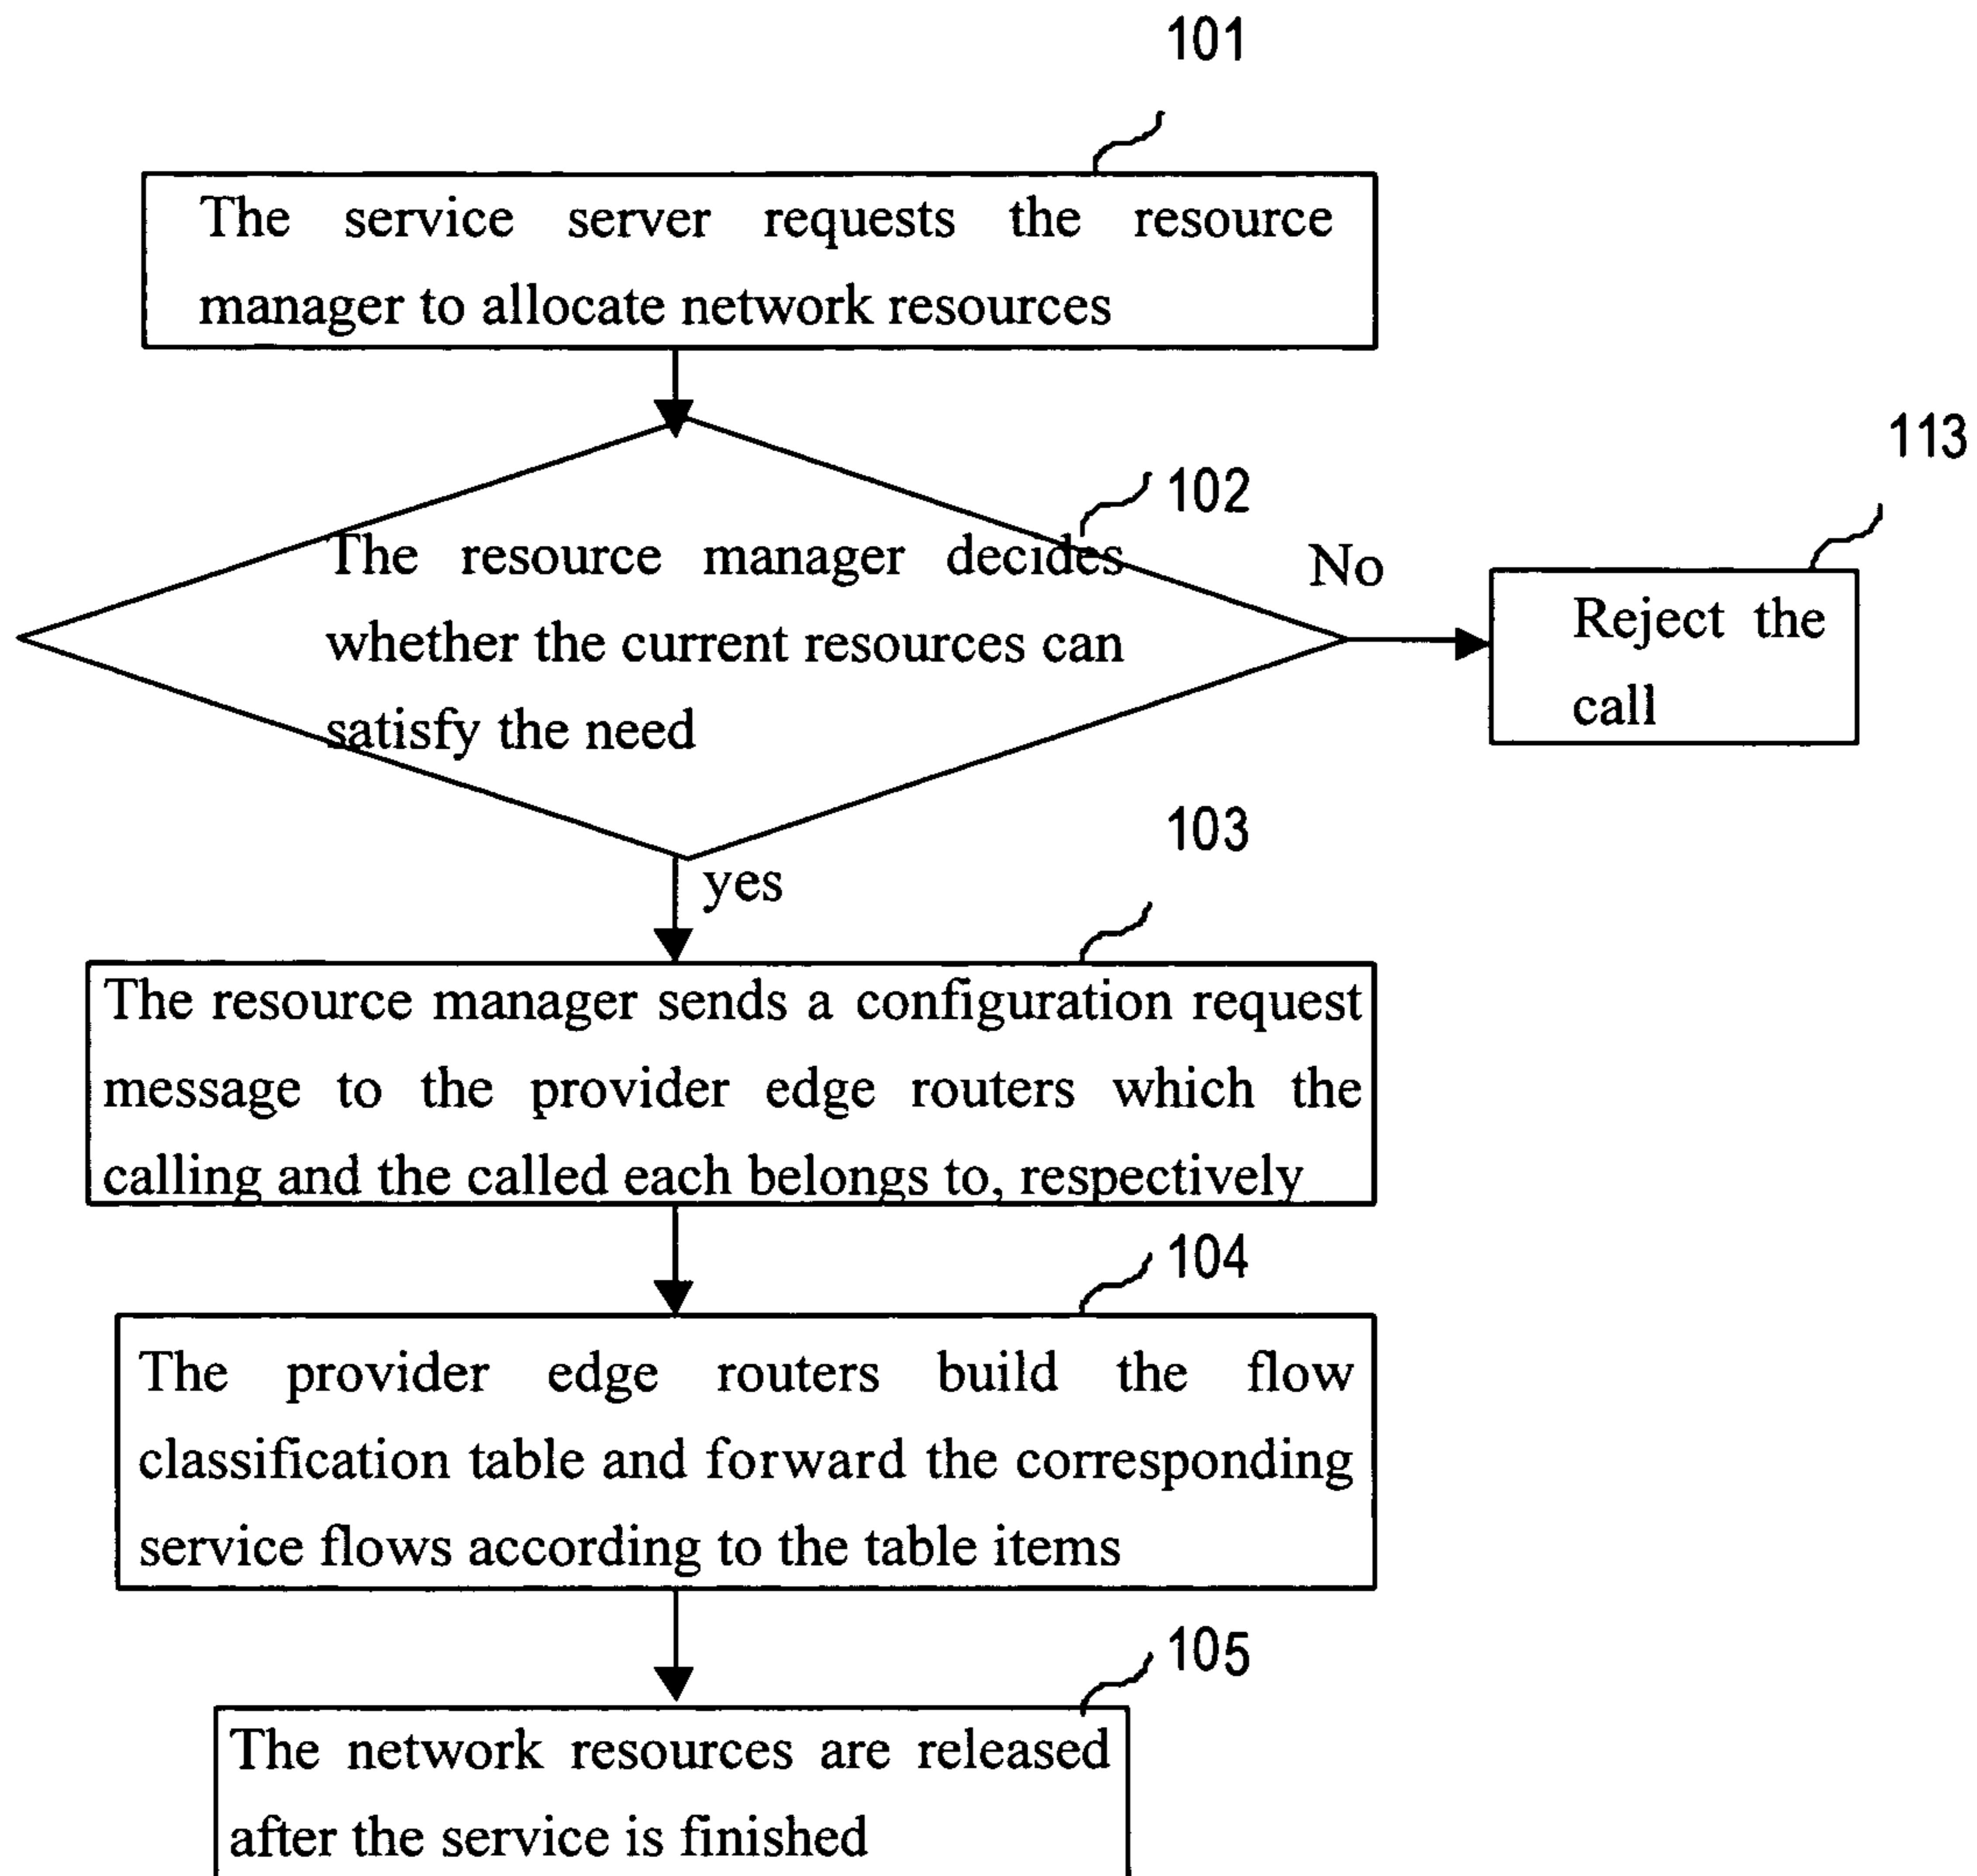 101
The service server requests the resource
manager to allocate network resources
102
The resource manager decides
whether the current resources can
satisfy the need
No
113
Reject the
call
yes
103
The resource manager sends a configuration request
message to the provider edge routers which the
calling and the called each belongs to, respectively
104
The provider edge routers build the flow
classification table and forward the corresponding
service flows according to the table items
105
The network resources are released
after the service is finished